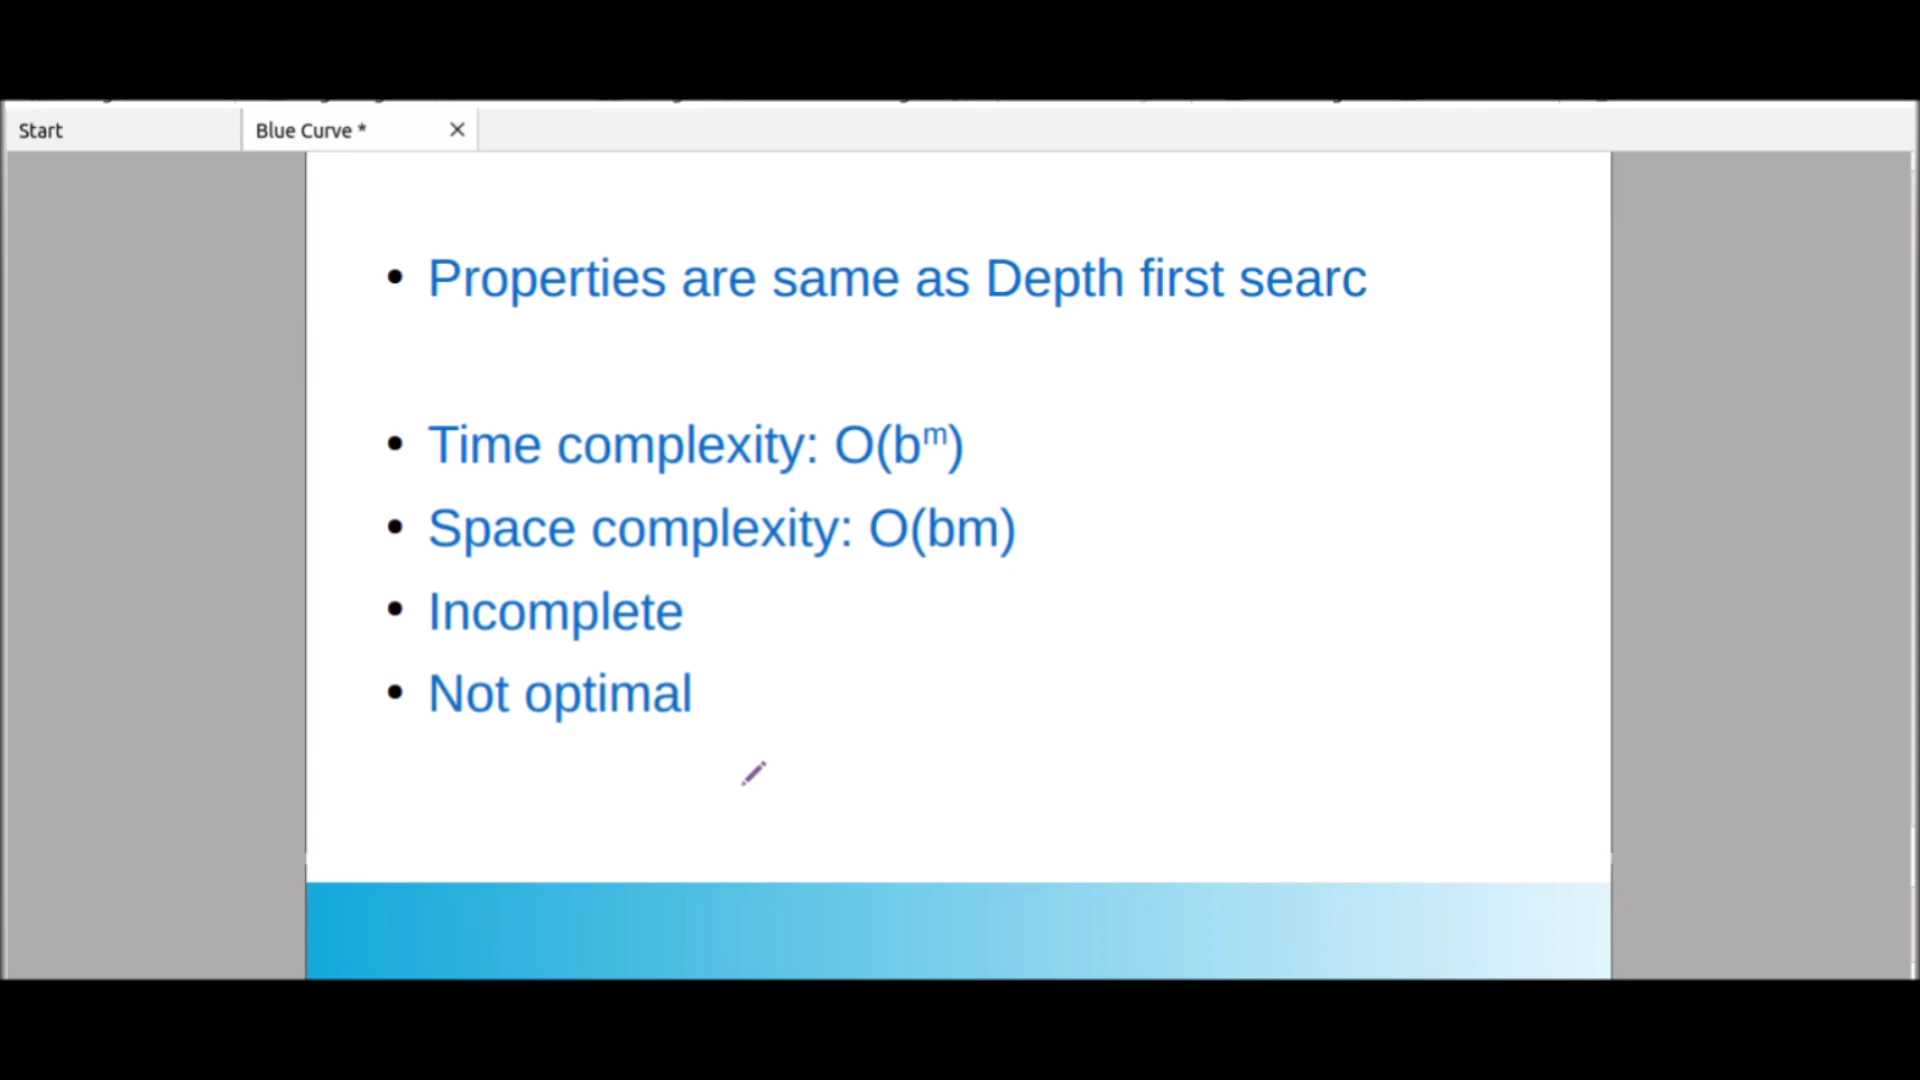 Start
Blue Curve *
• Properties are same as Depth first searc
• Time complexity: O(bᵐ)
• Space complexity: O(bm)
• Incomplete
• Not optimal